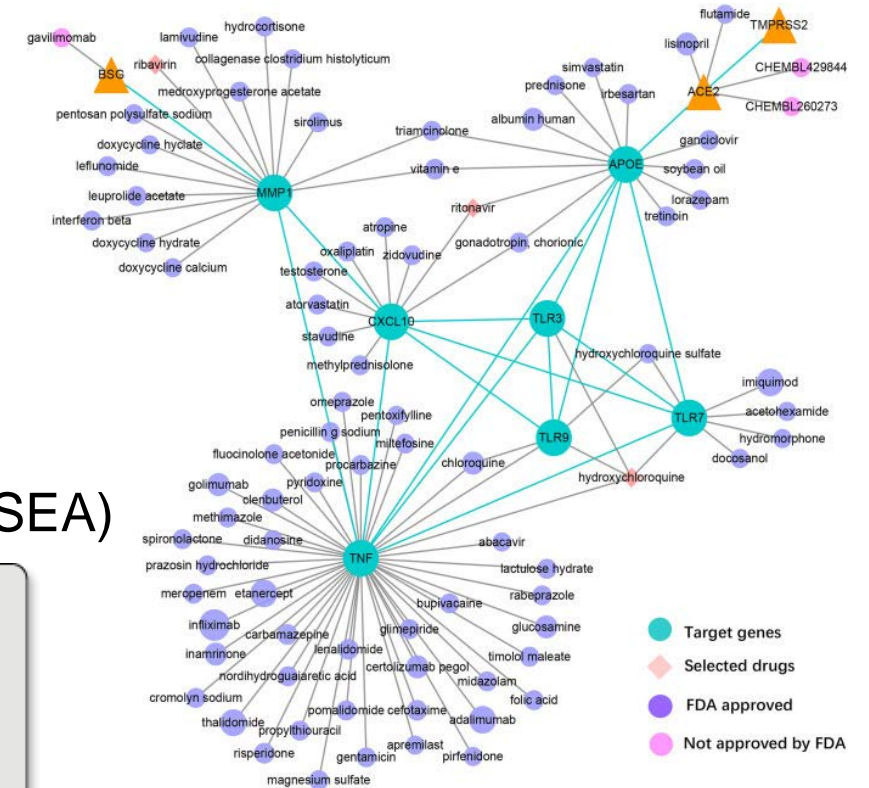 flutamide
TMPRSS2
hydrocortisone
gavilimomab
lamivudine
lisinopril
collagenase clostridium histolyticum
ribavirin
BSG
simvastatin
CHEMBL429844
prednisone
irbesartan
ACE2
medroxyprogesterone acetate
CHEMBL260273
pentosan polysulfate sodium
sirolimus
albumin human
triamcinolone
ganciclovir
doxycycline hyclate
leflunomide
vitamin e
APOE
soybean oil
leuprolide acetate
MMP1
lorazepam
ritonavir
tretinoin
interferon beta
atropine
doxycycline hydrate
gonadotropin, chorionic
oxaliplatin
zidovudine
doxycycline calcium
testosterone
atorvastatin
CXCL10
TLR3
stavudine
hydroxychloroquine sulfate
methylprednisolone
imiquimod
omeprazole
pentoxifylline
acetohexamide
TLR7
penicillin g sodium
miltefosine
TLR9
hydromorphone
fluocinolone acetonide
procarbazine
chloroquine
docosanol
golimumab
pyridoxine
hydroxychloroquine
clenbuterol
SEA)
methimazole
spironolactone
didanosine
abacavir
TNF
prazosin hydrochloride
lactulose hydrate
meropenem
etanercept
rabeprazole
bupivacaine
infliximab
carbamazepine
glimepiride
glucosamine
inamrinone
lenalidomide
certolizumab pegol
timolol maleate
nordihydroguaiaretic acid
midazolam
cromolyn sodium
folic acid
pomalidomide
cefotaxime
thalidomide
propylthiouracil
adalimumab
risperidone
gentamicin
apremilast
pirfenidone
magnesium sulfate
Target genes
Selected drugs
FDA approved
Not approved by FDA